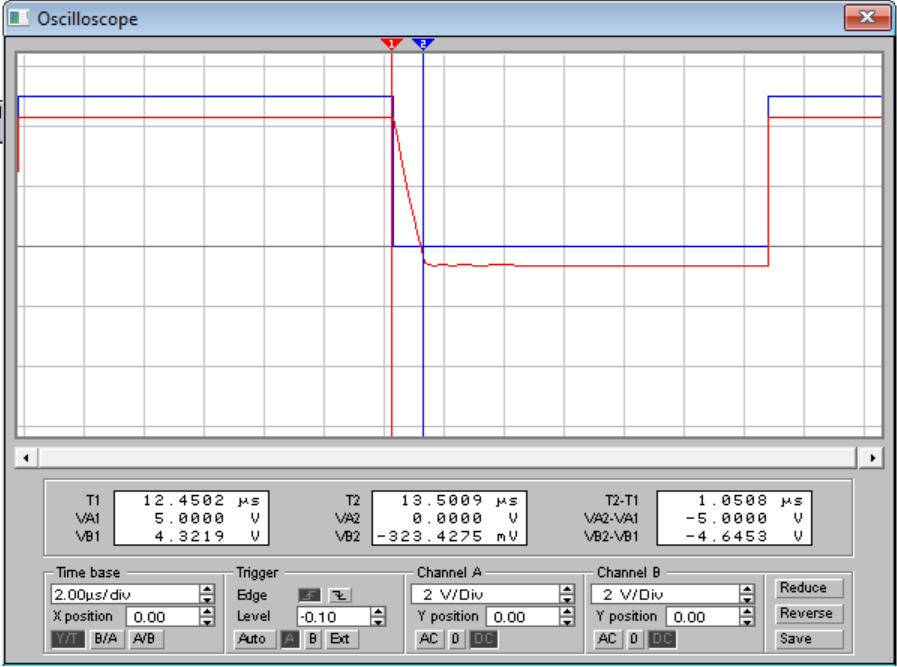 Oscilloscope
1 2
T1 12.4502 µs T2 13.5009 µs T2-T1 1.0508 µs
VA1 5.0000 V VA2 0.0000 V VA2-VA1 -5.0000 V
VB1 4.3219 V VB2 -323.4275 mV VB2-VB1 -4.6453 V
Time base Trigger Channel A Channel B
2.00µs/div Edge 2 V/Div 2 V/Div Reduce
X position 0.00 Level -0.10 Y position 0.00 Y position 0.00 Reverse
Y/T B/A A/B Auto A B Ext AC 0 DC AC 0 DC Save